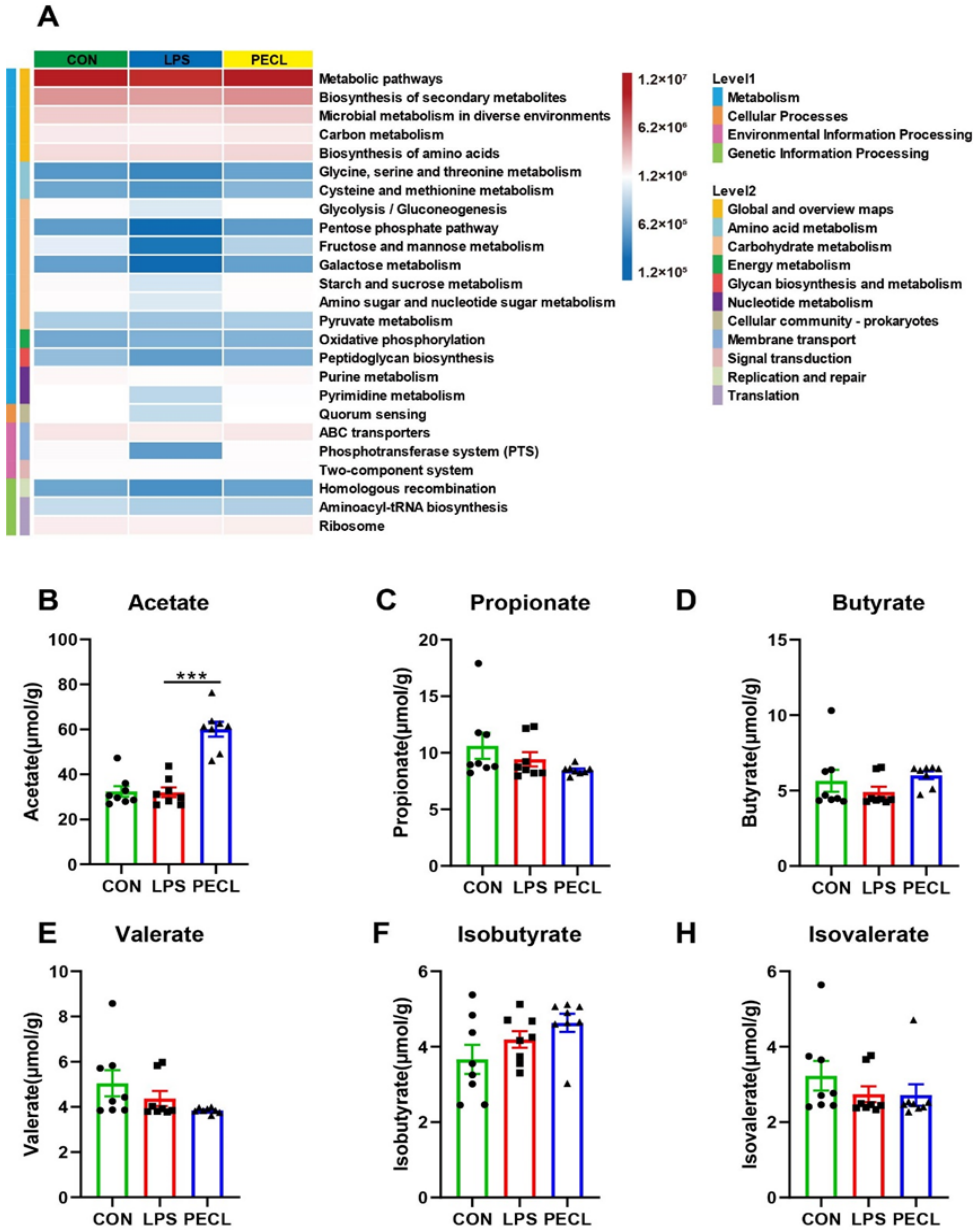 A
CON LPS PECL
Metabolic pathways
Biosynthesis of secondary metabolites
Microbial metabolism in diverse environments
Carbon metabolism
Biosynthesis of amino acids
Glycine, serine and threonine metabolism
Cysteine and methionine metabolism
Glycolysis / Gluconeogenesis
Pentose phosphate pathway
Fructose and mannose metabolism
Galactose metabolism
Starch and sucrose metabolism
Amino sugar and nucleotide sugar metabolism
Pyruvate metabolism
Oxidative phosphorylation
Peptidoglycan biosynthesis
Purine metabolism
Pyrimidine metabolism
Quorum sensing
ABC transporters
Phosphotransferase system (PTS)
Two-component system
Homologous recombination
Aminoacyl-tRNA biosynthesis
Ribosome
1.2×10⁷
6.2×10⁶
1.2×10⁶
6.2×10⁵
1.2×10⁵
Level1
Metabolism
Cellular Processes
Environmental Information Processing
Genetic Information Processing
Level2
Global and overview maps
Amino acid metabolism
Carbohydrate metabolism
Energy metabolism
Glycan biosynthesis and metabolism
Nucleotide metabolism
Cellular community - prokaryotes
Membrane transport
Signal transduction
Replication and repair
Translation
B Acetate
Acetate(μmol/g)
100
80
60
40
20
0
***
CON LPS PECL
C Propionate
Propionate(μmol/g)
20
15
10
5
0
CON LPS PECL
D Butyrate
Butyrate(μmol/g)
15
10
5
0
CON LPS PECL
E Valerate
Valerate(μmol/g)
10
8
6
4
2
0
CON LPS PECL
F Isobutyrate
Isobutyrate(μmol/g)
6
4
2
0
CON LPS PECL
H Isovalerate
Isovalerate(μmol/g)
6
4
2
0
CON LPS PECL